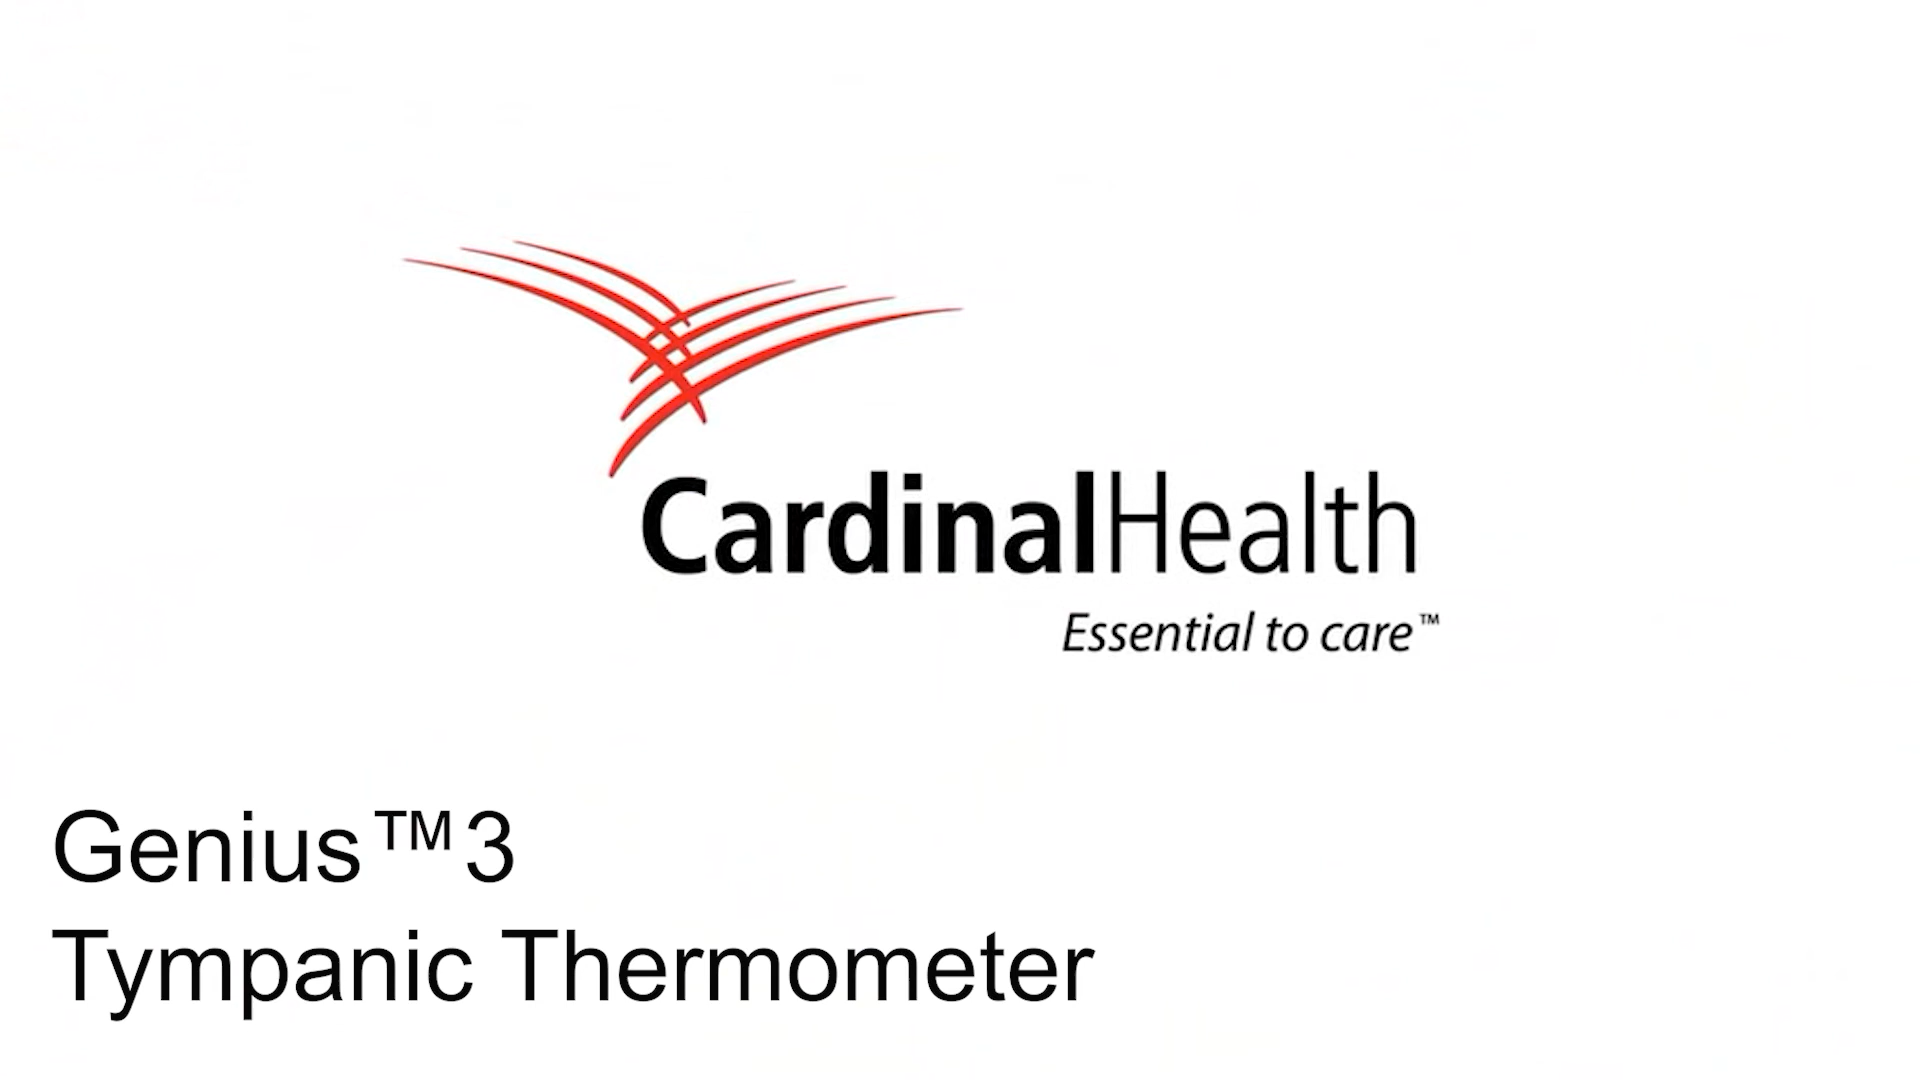 CardinalHealth
Essential to care™
Genius™3
Tympanic Thermometer